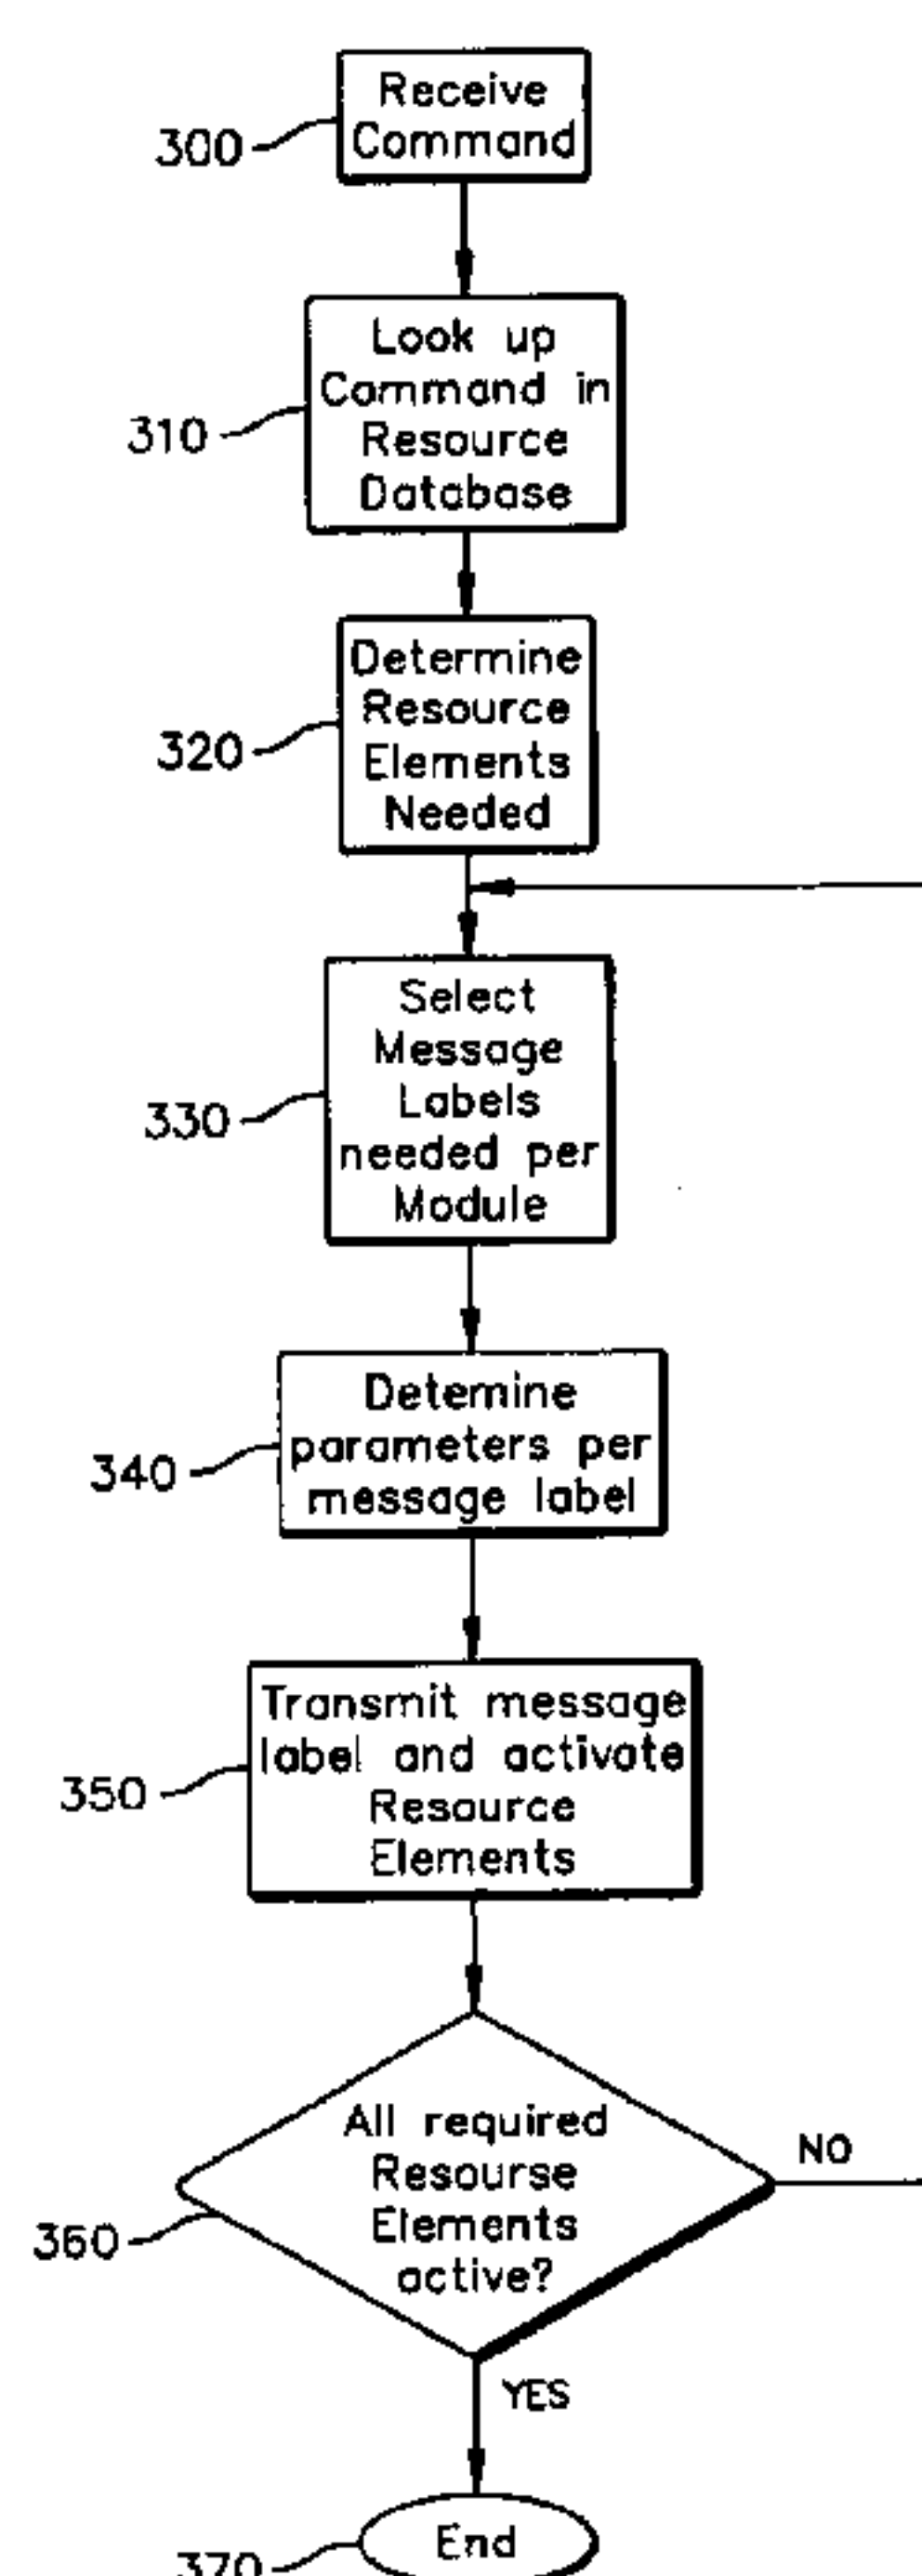 Receive
Command
300
Look up
Command in
Resource
Database
310
Determine
Resource
Elements
Needed
320
Select
Message
Labels
needed per
Module
330
Detemine
parameters per
message label
340
Transmit message
label and activate
Resource
Elements
350
All required
Resourse
Elements
active?
NO
360
YES
End
370